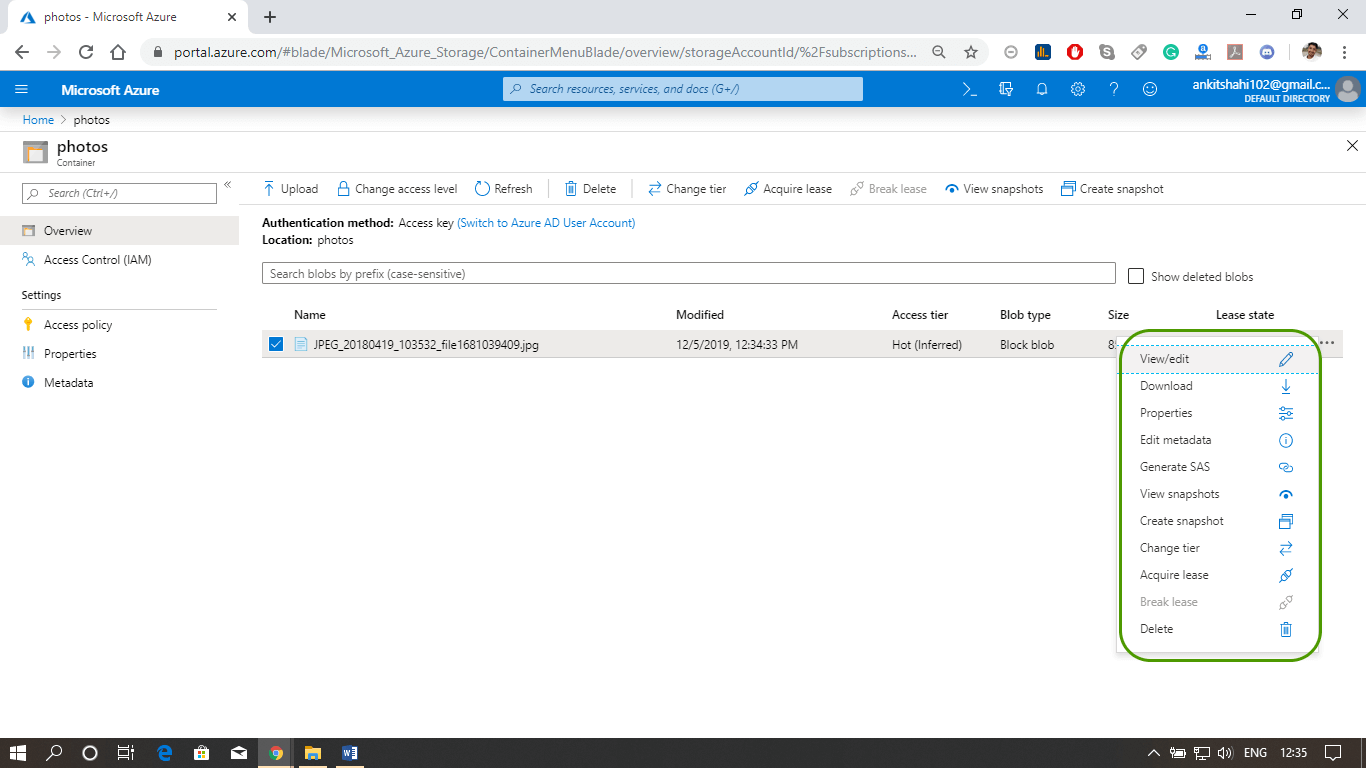 photos - Microsoft Azure
portal.azure.com/#blade/Microsoft_Azure_Storage/ContainerMenuBlade/overview/storageAccountId/%2Fsubscriptions...
Microsoft Azure
Search resources, services, and docs (G+/)
ankitshahi102@gmail.c...
DEFAULT DIRECTORY
Home > photos
photos
Container
Search (Ctrl+/)
«
Upload Change access level Refresh Delete Change tier Acquire lease Break lease View snapshots Create snapshot
Overview
Access Control (IAM)
Settings
Access policy
Properties
Metadata
Authentication method: Access key (Switch to Azure AD User Account)
Location: photos
Search blobs by prefix (case-sensitive)
Show deleted blobs
Name Modified Access tier Blob type Size Lease state
JPEG_20180419_103532_file1681039409.jpg 12/5/2019, 12:34:33 PM Hot (Inferred) Block blob 8
View/edit
Download
Properties
Edit metadata
Generate SAS
View snapshots
Create snapshot
Change tier
Acquire lease
Break lease
Delete
ENG 12:35